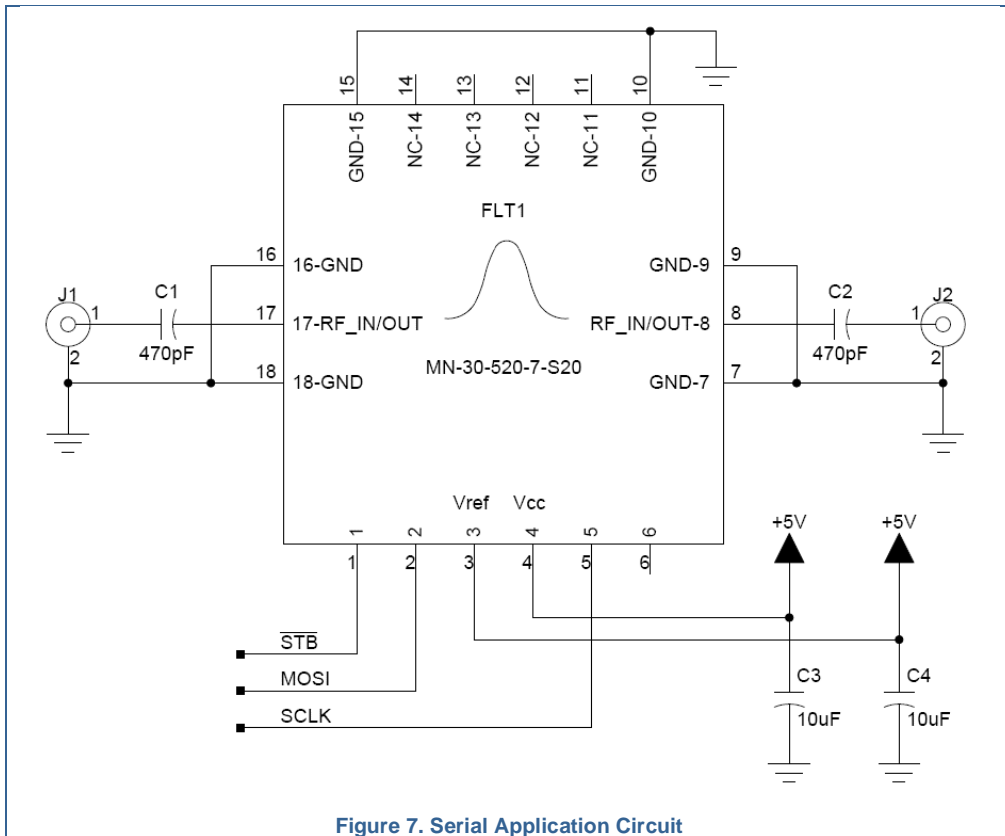 15
14
13
12
11
10
GND-15
NC-14
NC-13
NC-12
NC-11
GND-10
FLT1
16
16-GND
GND-9
9
J1
1
C1
17
17-RF_IN/OUT
RF_IN/OUT-8
8
C2
1
J2
2
470pF
470pF
2
18
18-GND
MN-30-520-7-S20
GND-7
7
Vref
Vcc
1
2
3
4
5
6
1
2
3
4
5
6
+5V
+5V
STB
MOSI
SCLK
C3
C4
10uF
10uF
Figure 7. Serial Application Circuit